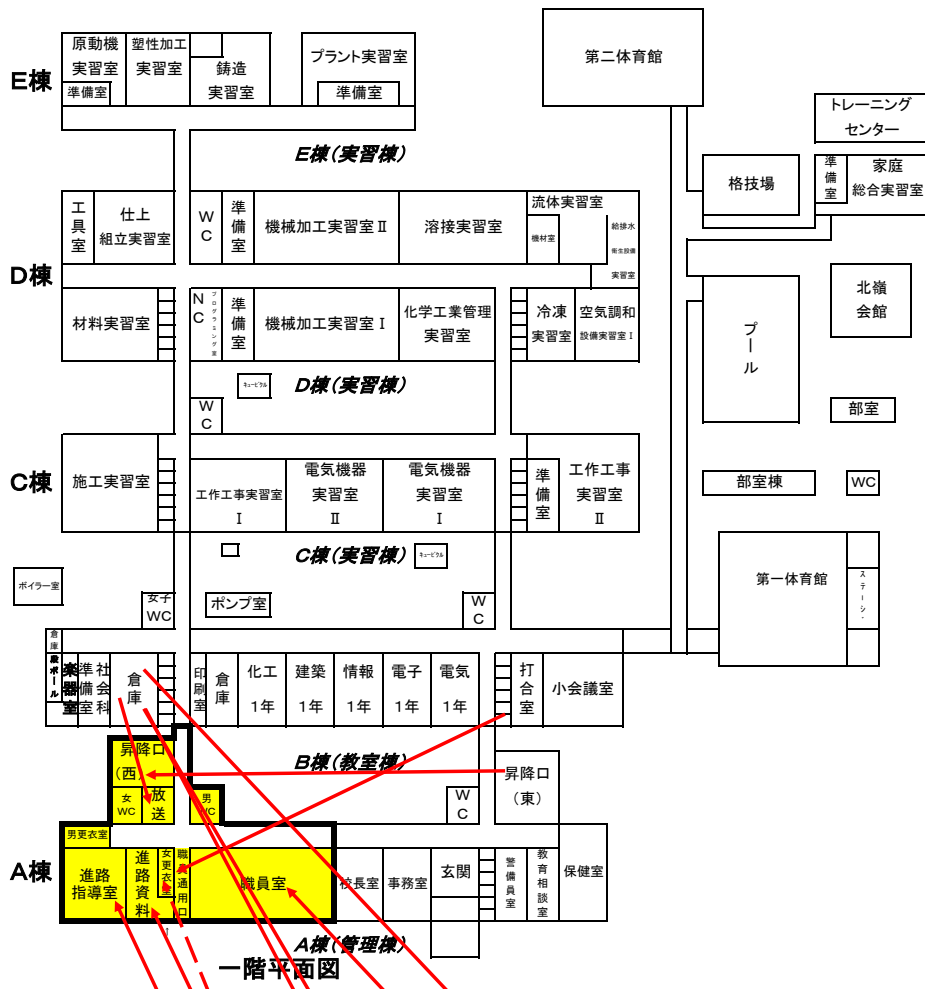 E棟
原動機
実習室
準備室
塑性加工
実習室
鋳造
実習室
プラント実習室
準備室
E棟(実習棟)
第二体育館
トレーニング
センター
格技場
準備室
家庭
総合実習室
D棟
工具室
仕上
組立実習室
WC
準備室
機械加工実習室Ⅱ
溶接実習室
流体実習室
機材室
給排水
衛生設備
実習室
材料実習室
NC
プログラミング室
準備室
機械加工実習室Ⅰ
化学工業管理
実習室
冷凍
実習室
空気調和
設備実習室Ⅰ
プール
北嶺
会館
キュービクル
D棟(実習棟)
WC
部室
C棟
施工実習室
工作工事実習室
Ⅰ
電気機器
実習室
Ⅱ
電気機器
実習室
Ⅰ
準備室
工作工事
実習室
Ⅱ
部室棟
WC
C棟(実習棟)
キュービクル
ボイラー室
女子
WC
ポンプ室
WC
第一体育館
ステージ
倉庫
段ボール
楽器室
準備室
社会科
倉庫
印刷室
倉庫
化工
1年
建築
1年
情報
1年
電子
1年
電気
1年
打合室
小会議室
B棟(教室棟)
昇降口
(西)
女
WC
放送
男
WC
WC
昇降口
(東)
A棟
男更衣室
進路
指導室
進路資料
女更衣室
職員通用口
職員室
校長室
事務室
玄関
警備員室
教育相談室
保健室
A棟(管理棟)
一階平面図